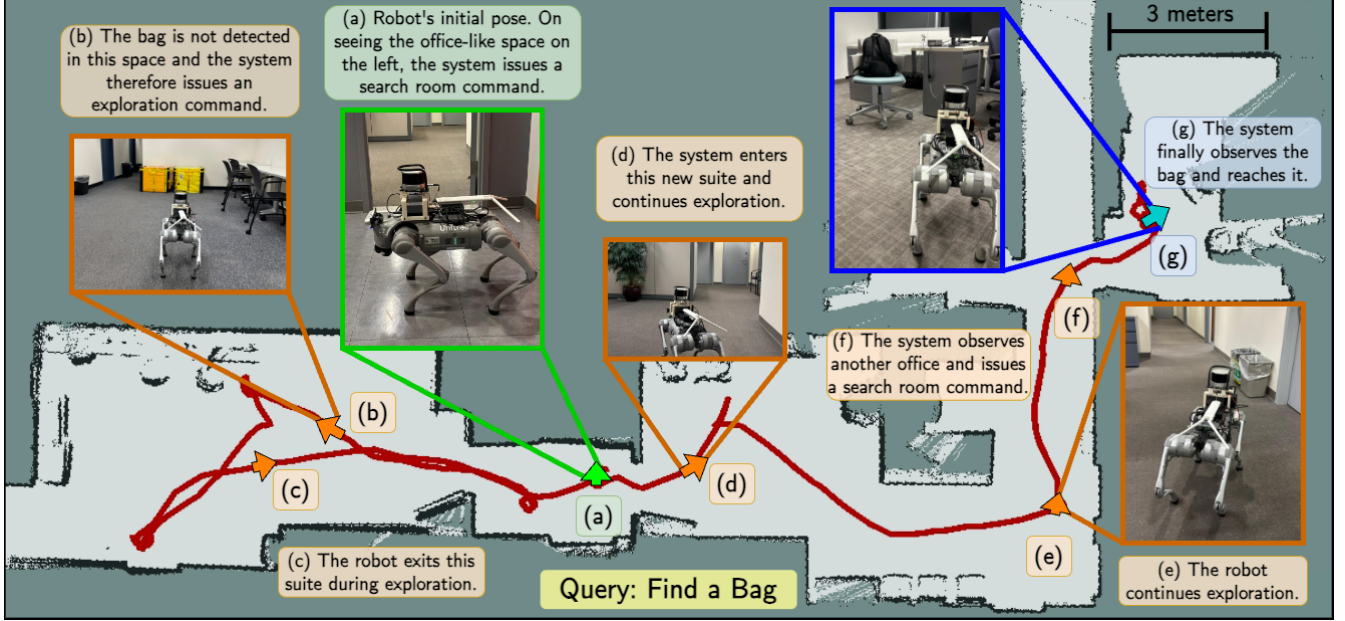 (b) The bag is not detected
in this space and the system
therefore issues an
exploration command.
(a) Robot's initial pose. On
seeing the office-like space on
the left, the system issues a
search room command.
3 meters
(d) The system enters
this new suite and
continues exploration.
(g) The system
finally observes the
bag and reaches it.
Unitree
(g)
(f)
(f) The system observes
another office and issues
a search room command.
(b)
(c)
(a)
(d)
(e)
(c) The robot exits this
suite during exploration.
Query: Find a Bag
(e) The robot
continues exploration.